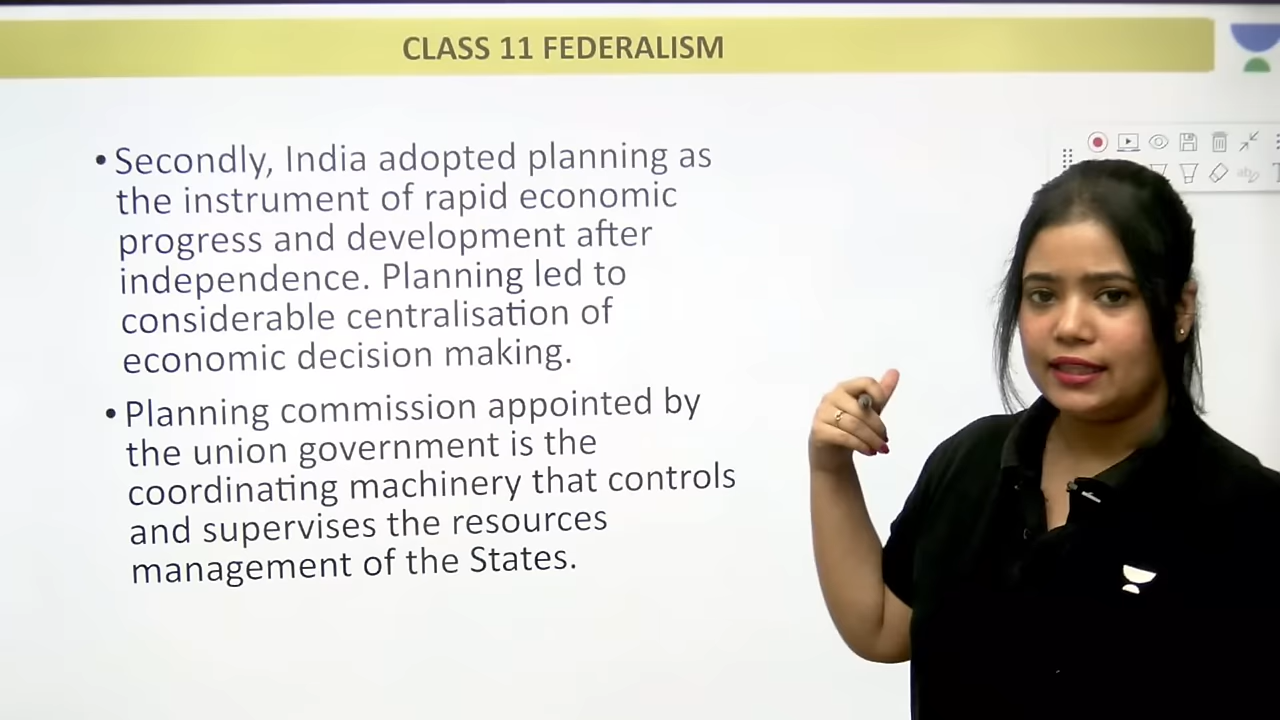 CLASS 11 FEDERALISM
• Secondly, India adopted planning as
the instrument of rapid economic
progress and development after
independence. Planning led to
considerable centralisation of
economic decision making.
• Planning commission appointed by
the union government is the
coordinating machinery that controls
and supervises the resources
management of the States.